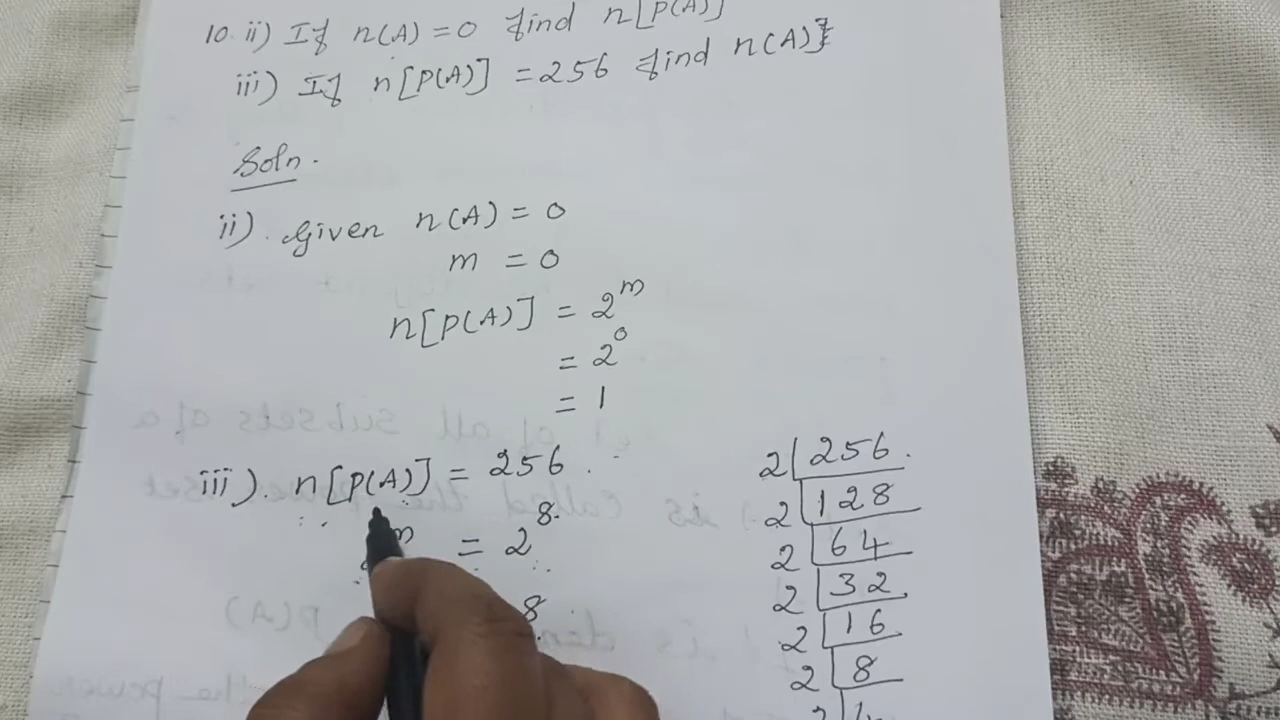 10. ii) If n(A) = 0 find n[P(A)]
iii) If n[P(A)] = 256 find n(A)}
Soln.
ii). Given n(A) = 0
m = 0
n[P(A)] = 2^m
= 2^0
= 1
iii). n[P(A)] = 256.
m = 2^8
8
2 | 256.
2 | 128
2 | 64
2 | 32
2 | 16
2 | 8
2